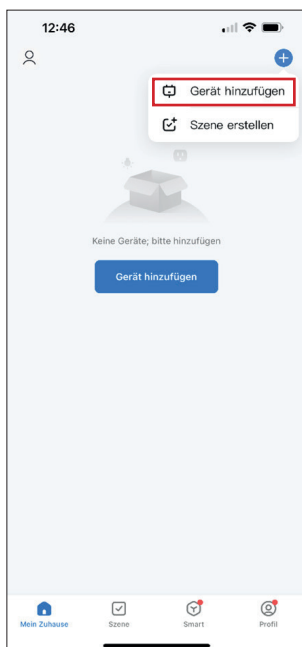 12:46
Gerät hinzufügen
Szene erstellen
Keine Geräte; bitte hinzufügen
Gerät hinzufügen
Mein Zuhause
Szene
Smart
Profil